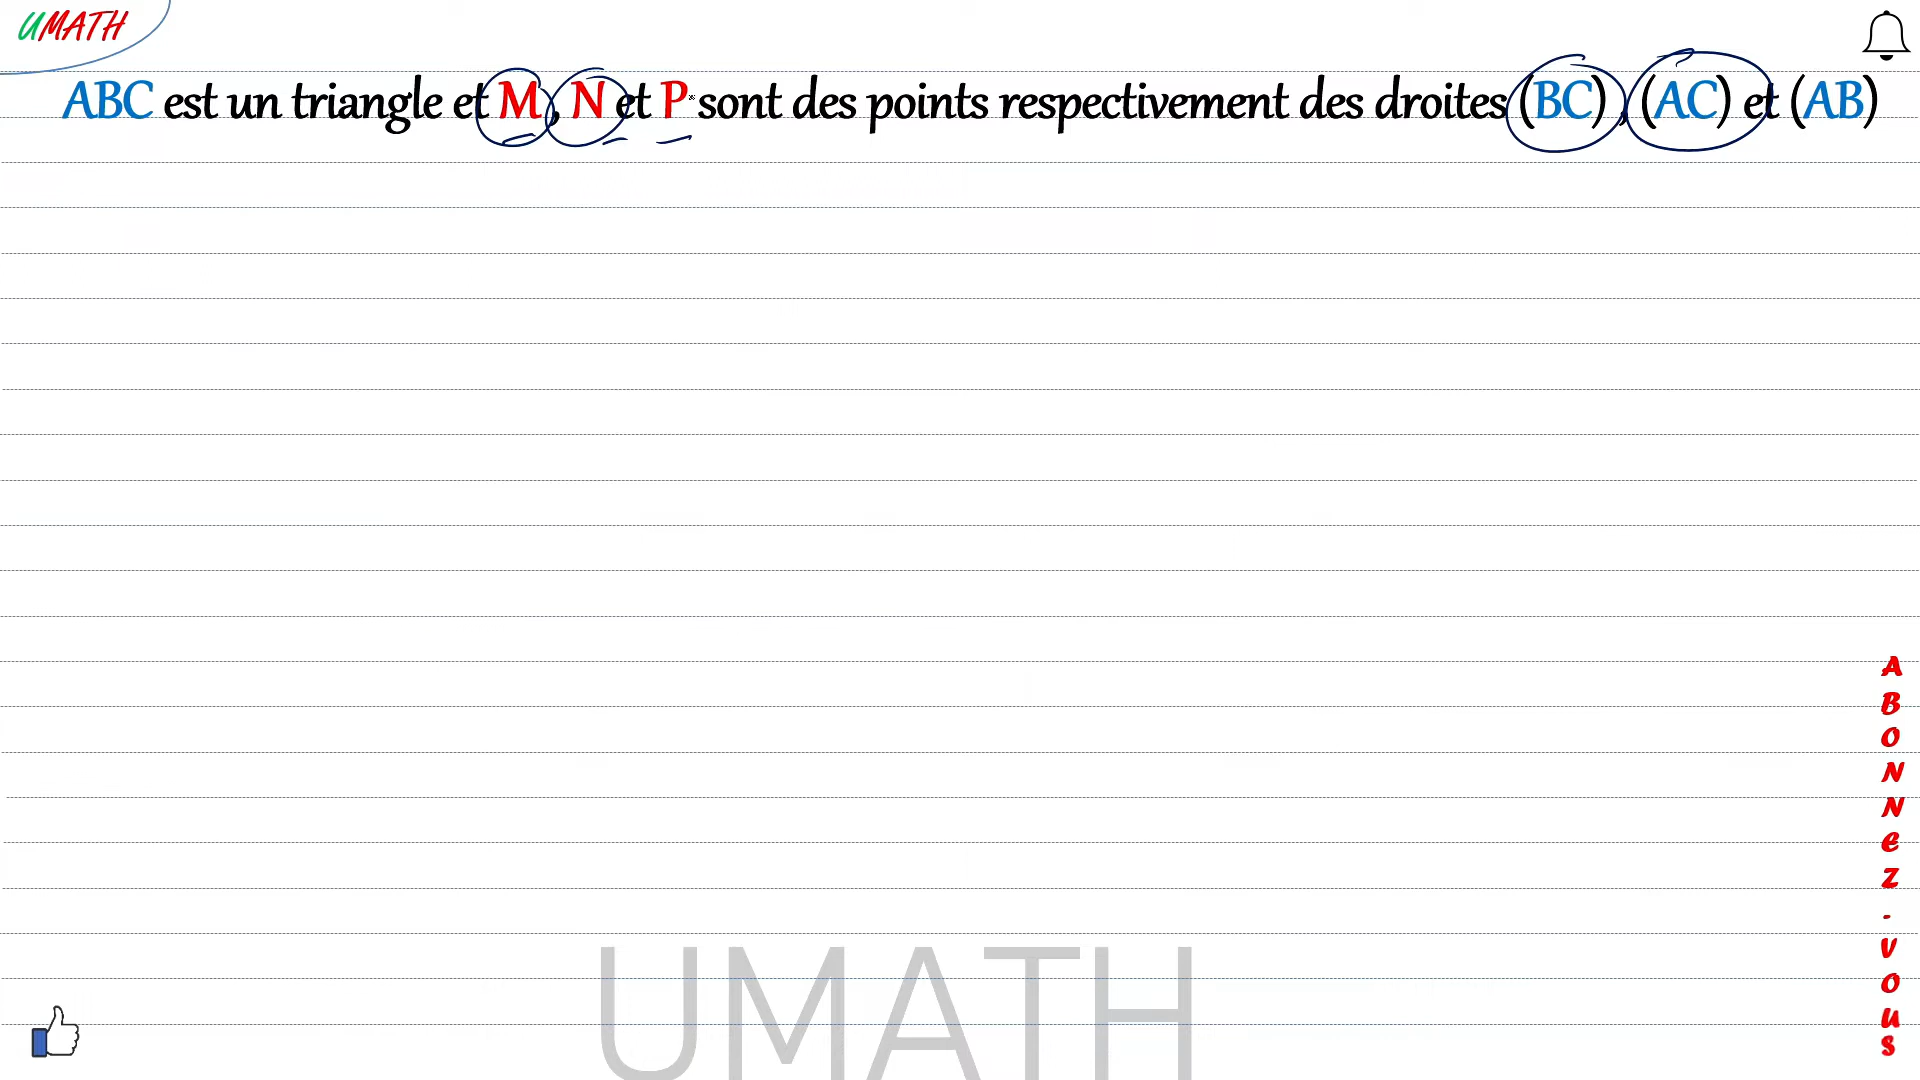 UMATH
ABC est un triangle et M, N et P sont des points respectivement des droites (BC), (AC) et (AB)
ABONNEZ-VOUS
UMATH